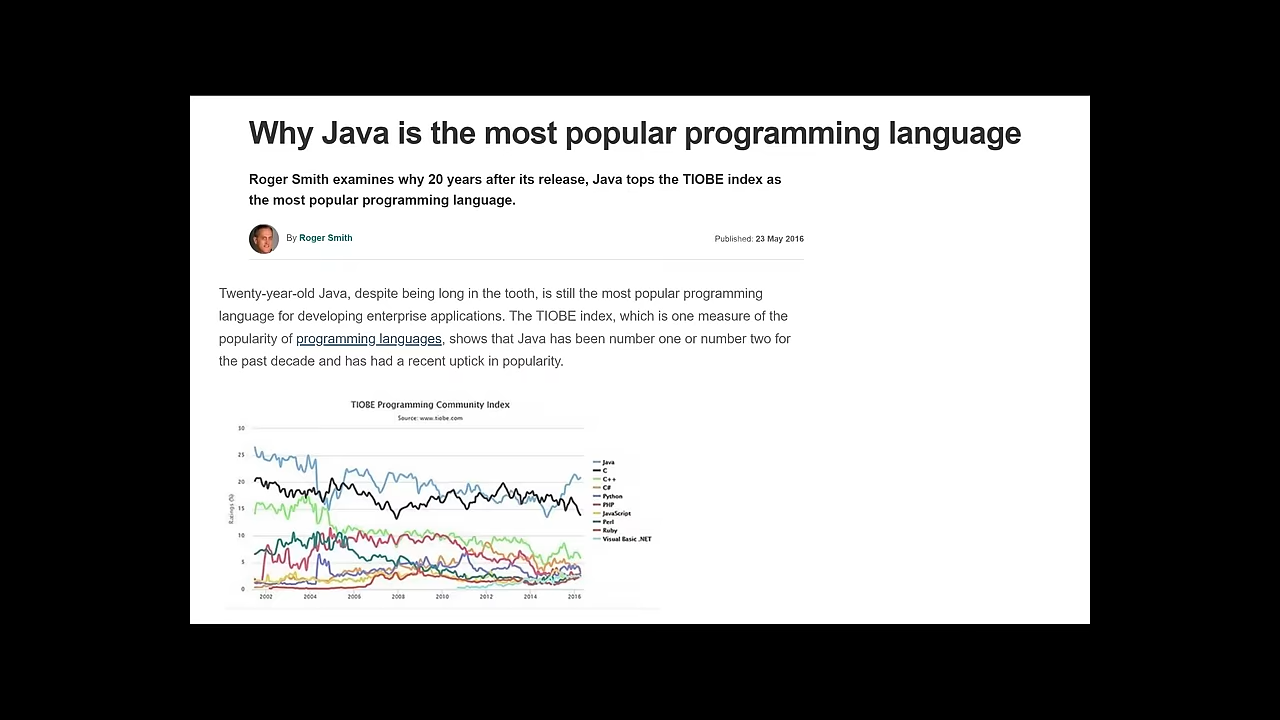 Why Java is the most popular programming language
Roger Smith examines why 20 years after its release, Java tops the TIOBE index as
the most popular programming language.
By Roger Smith
Published: 23 May 2016
Twenty-year-old Java, despite being long in the tooth, is still the most popular programming
language for developing enterprise applications. The TIOBE index, which is one measure of the
popularity of programming languages, shows that Java has been number one or number two for
the past decade and has had a recent uptick in popularity.
TIOBE Programming Community Index
Source: www.tiobe.com
Ratings (%)
30
25
20
15
10
5
0
2002 2004 2006 2008 2010 2012 2014 2016
Java
C
C++
C#
Python
PHP
JavaScript
Perl
Ruby
Visual Basic .NET